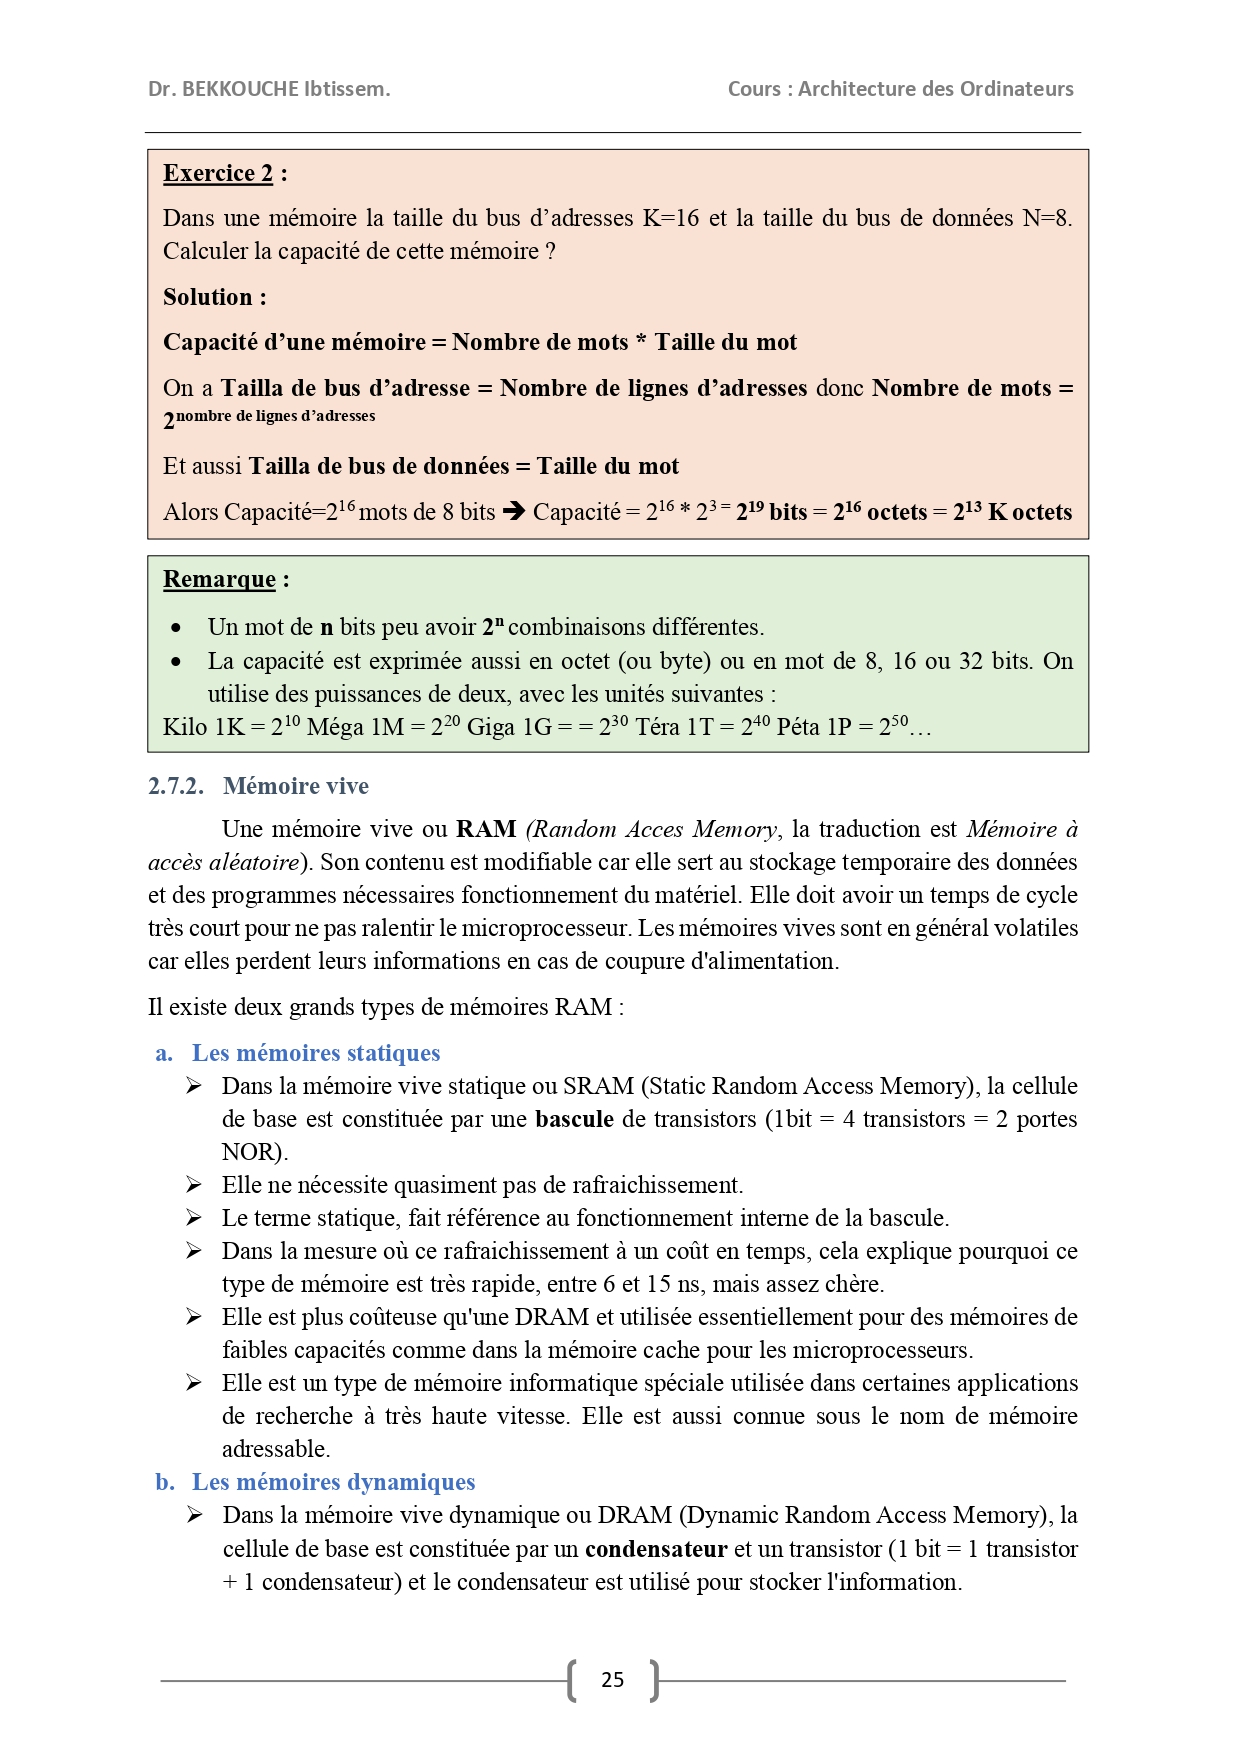 Dr. BEKKOUCHE Ibtissem. Cours : Architecture des Ordinateurs
Exercice 2 :
Dans une mémoire la taille du bus d’adresses K=16 et la taille du bus de données N=8.
Calculer la capacité de cette mémoire ?
Solution :
Capacité d’une mémoire = Nombre de mots * Taille du mot
On a Tailla de bus d’adresse = Nombre de lignes d’adresses donc Nombre de mots =
2^nombre de lignes d’adresses
Et aussi Tailla de bus de données = Taille du mot
Alors Capacité=2^16 mots de 8 bits ➔ Capacité = 2^16 * 2^3 = 2^19 bits = 2^16 octets = 2^13 K octets
Remarque :
• Un mot de n bits peu avoir 2^n combinaisons différentes.
• La capacité est exprimée aussi en octet (ou byte) ou en mot de 8, 16 ou 32 bits. On
utilise des puissances de deux, avec les unités suivantes :
Kilo 1K = 2^10 Méga 1M = 2^20 Giga 1G = = 2^30 Téra 1T = 2^40 Péta 1P = 2^50…
2.7.2. Mémoire vive
Une mémoire vive ou RAM (Random Acces Memory, la traduction est Mémoire à
accès aléatoire). Son contenu est modifiable car elle sert au stockage temporaire des données
et des programmes nécessaires fonctionnement du matériel. Elle doit avoir un temps de cycle
très court pour ne pas ralentir le microprocesseur. Les mémoires vives sont en général volatiles
car elles perdent leurs informations en cas de coupure d'alimentation.
Il existe deux grands types de mémoires RAM :
a. Les mémoires statiques
➢ Dans la mémoire vive statique ou SRAM (Static Random Access Memory), la cellule
de base est constituée par une bascule de transistors (1bit = 4 transistors = 2 portes
NOR).
➢ Elle ne nécessite quasiment pas de rafraichissement.
➢ Le terme statique, fait référence au fonctionnement interne de la bascule.
➢ Dans la mesure où ce rafraichissement à un coût en temps, cela explique pourquoi ce
type de mémoire est très rapide, entre 6 et 15 ns, mais assez chère.
➢ Elle est plus coûteuse qu'une DRAM et utilisée essentiellement pour des mémoires de
faibles capacités comme dans la mémoire cache pour les microprocesseurs.
➢ Elle est un type de mémoire informatique spéciale utilisée dans certaines applications
de recherche à très haute vitesse. Elle est aussi connue sous le nom de mémoire
adressable.
b. Les mémoires dynamiques
➢ Dans la mémoire vive dynamique ou DRAM (Dynamic Random Access Memory), la
cellule de base est constituée par un condensateur et un transistor (1 bit = 1 transistor
+ 1 condensateur) et le condensateur est utilisé pour stocker l'information.
25